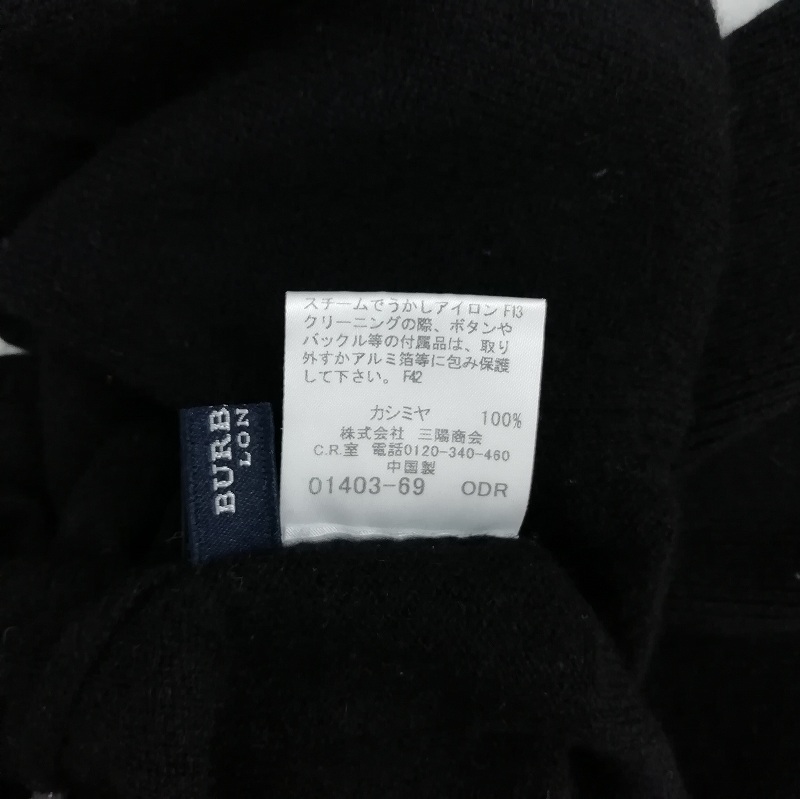 スチームでうかしアイロン F13
クリーニングの際、ボタンや
バックル等の付属品は、取り
外すかアルミ箔等に包み保護
して下さい。 F42
カシミヤ 100%
株式会社 三陽商会
C.R.室 電話0120-340-460
中国製
01403-69 ODR
BURB
LON